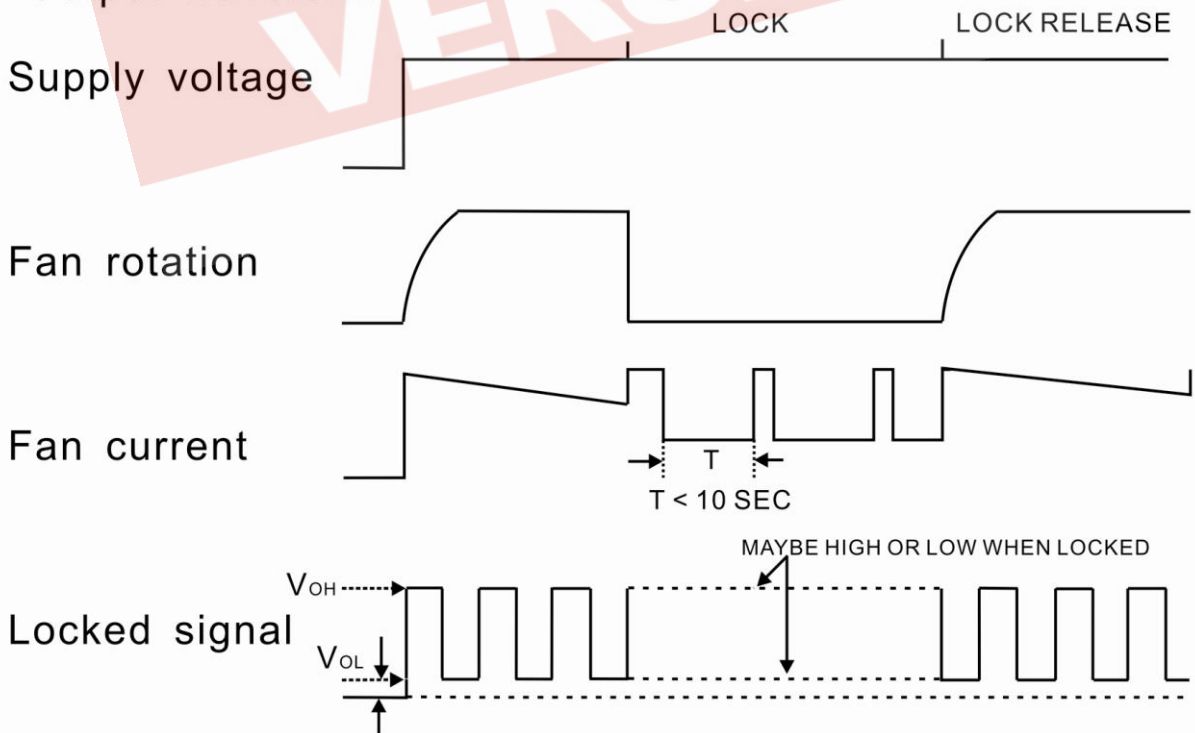 LOCK
LOCK RELEASE
Supply voltage
Fan rotation
Fan current
T
T < 10 SEC
MAYBE HIGH OR LOW WHEN LOCKED
VOH
Locked signal
VOL